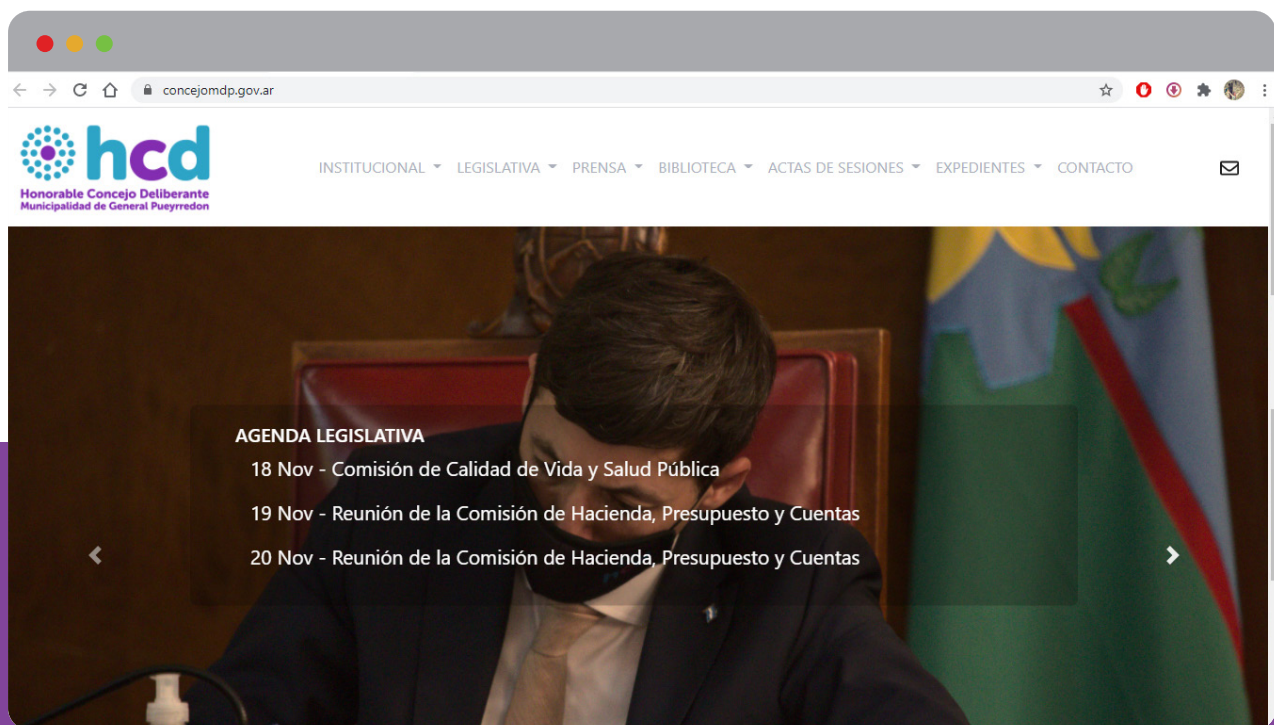 concejomdp.gov.ar
hcd
Honorable Concejo Deliberante
Municipalidad de General Pueyrredon
INSTITUCIONAL
LEGISLATIVA
PRENSA
BIBLIOTECA
ACTAS DE SESIONES
EXPEDIENTES
CONTACTO
AGENDA LEGISLATIVA
18 Nov - Comisión de Calidad de Vida y Salud Pública
19 Nov - Reunión de la Comisión de Hacienda, Presupuesto y Cuentas
20 Nov - Reunión de la Comisión de Hacienda, Presupuesto y Cuentas